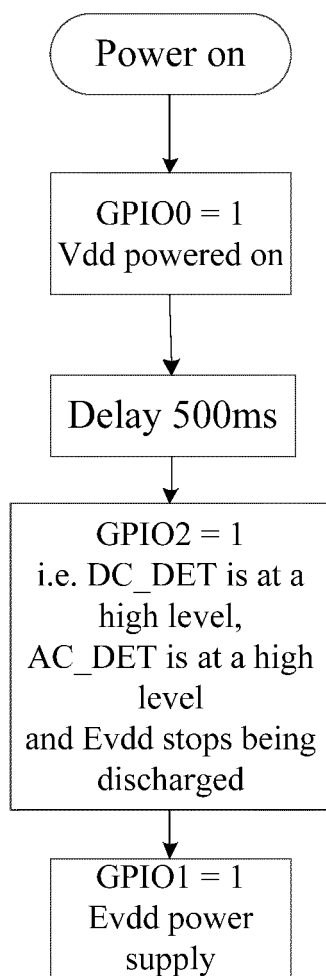 Power on
GPIO0 = 1
Vdd powered on
Delay 500ms
GPIO2 = 1
i.e. DC_DET is at a
high level,
AC_DET is at a high
level
and Evdd stops being
discharged
GPIO1 = 1
Evdd power
supply